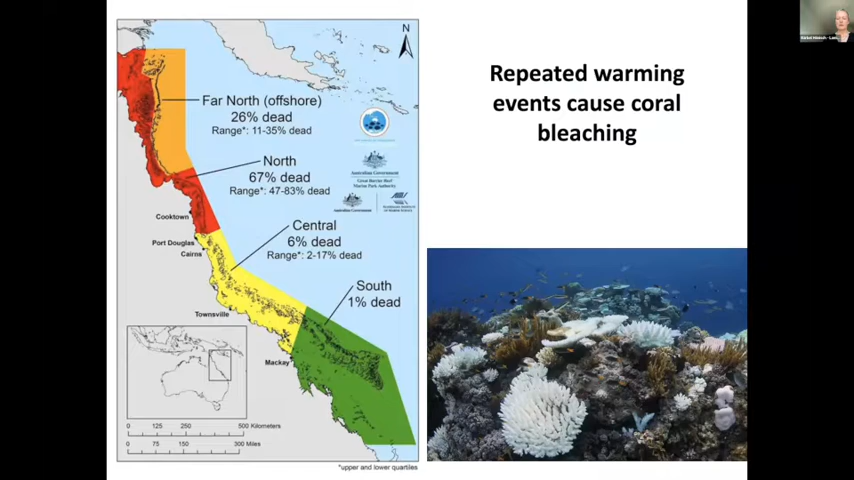 Repeated warming
events cause coral
bleaching
N
Far North (offshore)
26% dead
Range*: 11-35% dead
North
67% dead
Range*: 47-83% dead
Cooktown
Central
6% dead
Range*: 2-17% dead
Port Douglas
Cairns
South
1% dead
Townsville
Mackay
Australian Government
Great Barrier Reef
Marine Park Authority
Australian Government
0 125 250 500 Kilometers
0 75 150 300 Miles
*upper and lower quartiles